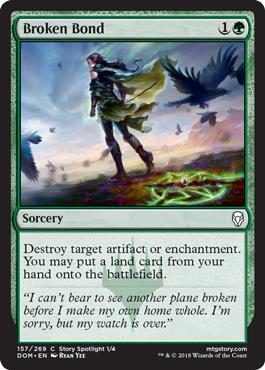 Broken Bond 1
Sorcery
Destroy target artifact or enchantment.
You may put a land card from your
hand onto the battlefield.
“I can’t bear to see another plane broken
before I make my own home whole. I’m
sorry, but my watch is over.”
157/269 C Story Spotlight 1/4
mtgstory.com
DOM • EN Ryan Yee
™ & © 2018 Wizards of the Coast